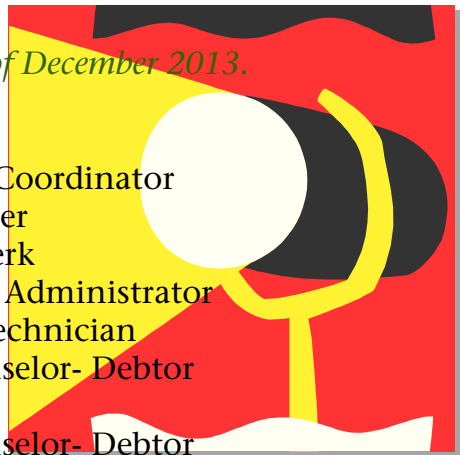 of December 2013.
Coordinator
er
erk
Administrator
echnician
selor- Debtor
selor- Debtor